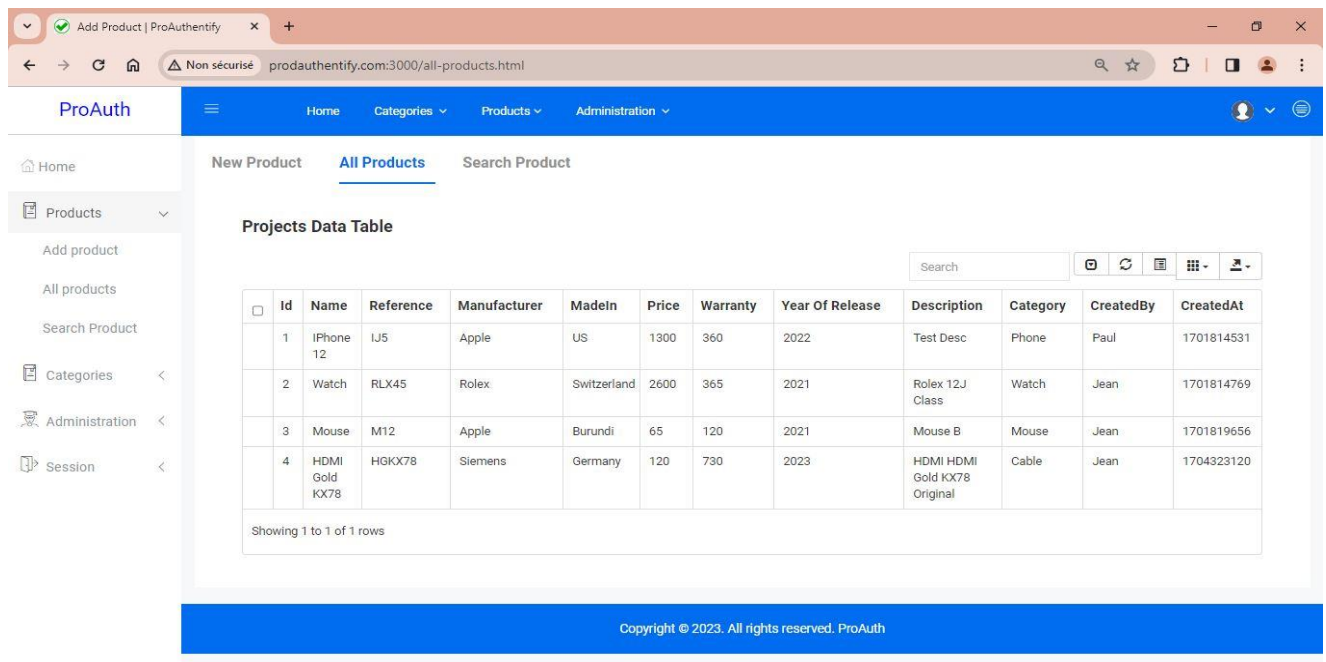 Add Product | ProAuthentify
Non sécurisé prodauthentify.com:3000/all-products.html
ProAuth
Home Categories Products Administration
Home
Products
Add product
All products
Search Product
Categories
Administration
Session
New Product All Products Search Product
Projects Data Table
Search
Id Name Reference Manufacturer MadeIn Price Warranty Year Of Release Description Category CreatedBy CreatedAt
1 IPhone 12 IJ5 Apple US 1300 360 2022 Test Desc Phone Paul 1701814531
2 Watch RLX45 Rolex Switzerland 2600 365 2021 Rolex 12J Class Watch Jean 1701814769
3 Mouse M12 Apple Burundi 65 120 2021 Mouse B Mouse Jean 1701819656
4 HDMI Gold KX78 HGKX78 Siemens Germany 120 730 2023 HDMI HDMI Gold KX78 Original Cable Jean 1704323120
Showing 1 to 1 of 1 rows
Copyright © 2023. All rights reserved. ProAuth